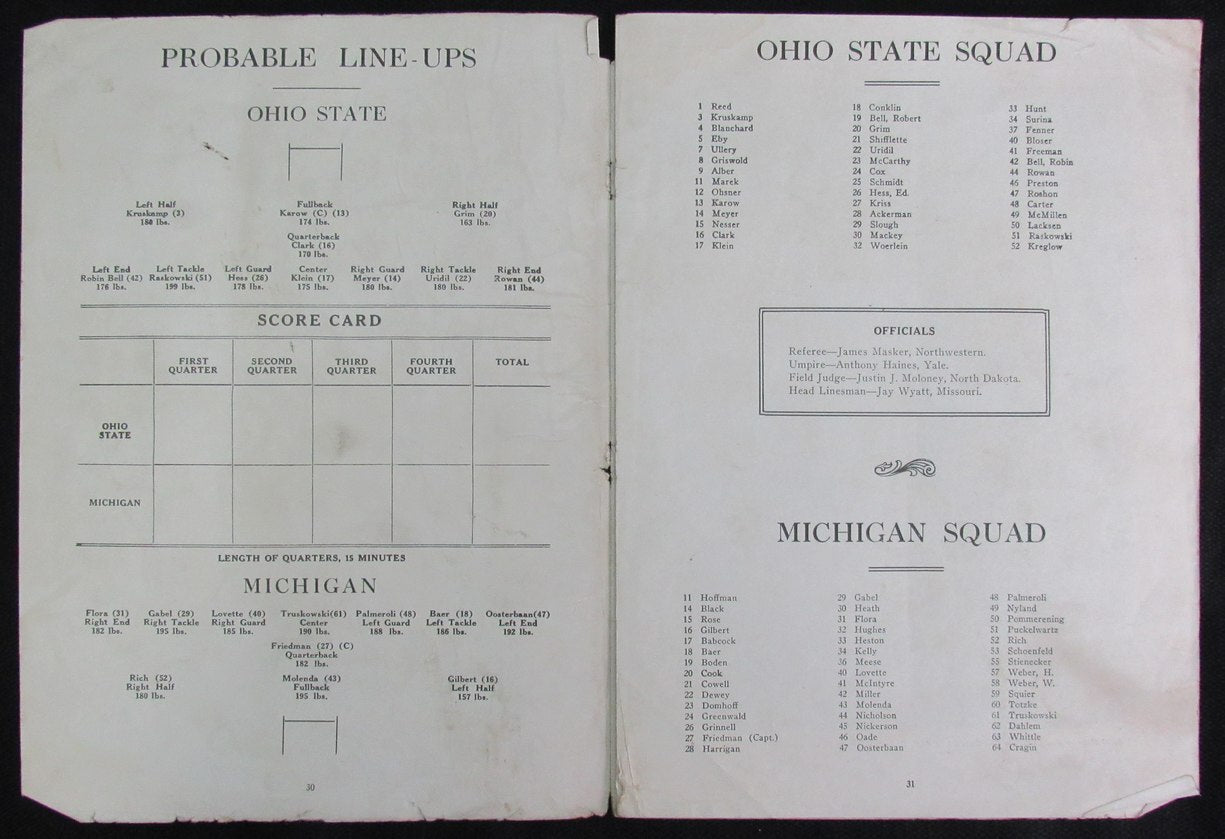 PROBABLE LINE-UPS
OHIO STATE
Left Half Fullback Right Half
Kruskamp (3) Karow (C) (13) Grim (20)
180 lbs. 174 lbs. 163 lbs.
Quarterback
Clark (16)
170 lbs.
Left End Left Tackle Left Guard Center Right Guard Right Tackle Right End
Robin Bell (42) Raskowski (51) Hess (26) Klein (17) Meyer (14) Uridil (22) Rowan (44)
176 lbs. 199 lbs. 178 lbs. 175 lbs. 180 lbs. 180 lbs. 181 lbs.
SCORE CARD
FIRST QUARTER SECOND QUARTER THIRD QUARTER FOURTH QUARTER TOTAL
OHIO
STATE
MICHIGAN
LENGTH OF QUARTERS, 15 MINUTES
MICHIGAN
Flora (31) Gabel (29) Lovette (40) Truskowski(61) Palmeroli (48) Baer (18) Oosterbaan(47)
Right End Right Tackle Right Guard Center Left Guard Left Tackle Left End
182 lbs. 195 lbs. 185 lbs. 190 lbs. 188 lbs. 186 lbs. 192 lbs.
Friedman (27) (C)
Quarterback
182 lbs.
Rich (52) Molenda (43) Gilbert (16)
Right Half Fullback Left Half
180 lbs. 195 lbs. 157 lbs.
30
OHIO STATE SQUAD
1 Reed
3 Kruskamp
4 Blanchard
5 Eby
7 Ullery
8 Griswold
9 Alber
11 Marek
12 Ohsner
13 Karow
14 Meyer
15 Nesser
16 Clark
17 Klein
18 Conklin
19 Bell, Robert
20 Grim
21 Shifflette
22 Uridil
23 McCarthy
24 Cox
25 Schmidt
26 Hess, Ed.
27 Kriss
28 Ackerman
29 Slough
30 Mackey
32 Woerlein
33 Hunt
34 Surina
37 Fenner
40 Bloser
41 Freeman
42 Bell, Robin
44 Rowan
46 Preston
47 Roshon
48 Carter
49 McMillen
50 Lacksen
51 Raskowski
52 Kreglow
OFFICIALS
Referee—James Masker, Northwestern.
Umpire—Anthony Haines, Yale.
Field Judge—Justin J. Moloney, North Dakota.
Head Linesman—Jay Wyatt, Missouri.
MICHIGAN SQUAD
11 Hoffman
14 Black
15 Rose
16 Gilbert
17 Babcock
18 Baer
19 Boden
20 Cook
21 Cowell
22 Dewey
23 Domhoff
24 Greenwald
26 Grinnell
27 Friedman (Capt.)
28 Harrigan
29 Gabel
30 Heath
31 Flora
32 Hughes
33 Heston
34 Kelly
36 Meese
40 Lovette
41 McIntyre
42 Miller
43 Molenda
44 Nicholson
45 Nickerson
46 Oade
47 Oosterbaan
48 Palmeroli
49 Nyland
50 Pommerening
51 Puckelwartz
52 Rich
53 Schoenfeld
55 Stienecker
57 Weber, H.
58 Weber, W.
59 Squier
60 Totzke
61 Truskowski
62 Dahlem
63 Whittle
64 Cragin
31